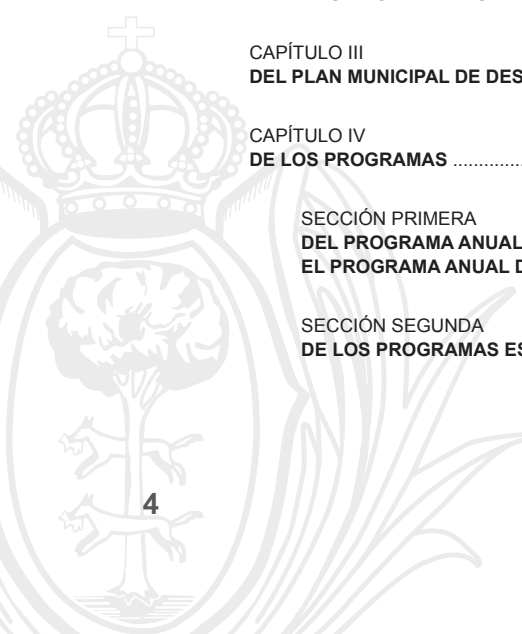 CAPÍTULO III
DEL PLAN MUNICIPAL DE DES
CAPÍTULO IV
DE LOS PROGRAMAS ..............
SECCIÓN PRIMERA
DEL PROGRAMA ANUAL
EL PROGRAMA ANUAL D
SECCIÓN SEGUNDA
DE LOS PROGRAMAS ES
4